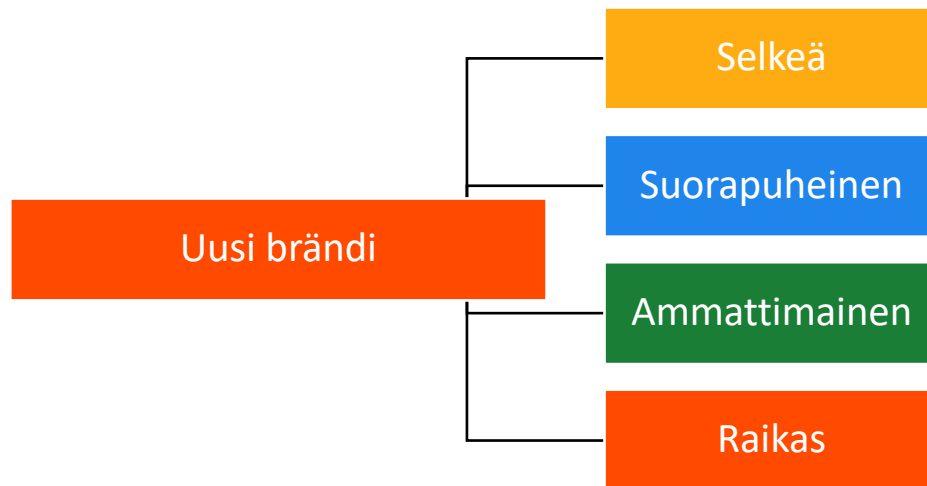 Selkeä
Suorapuheinen
Uusi brändi
Ammattimainen
Raikas